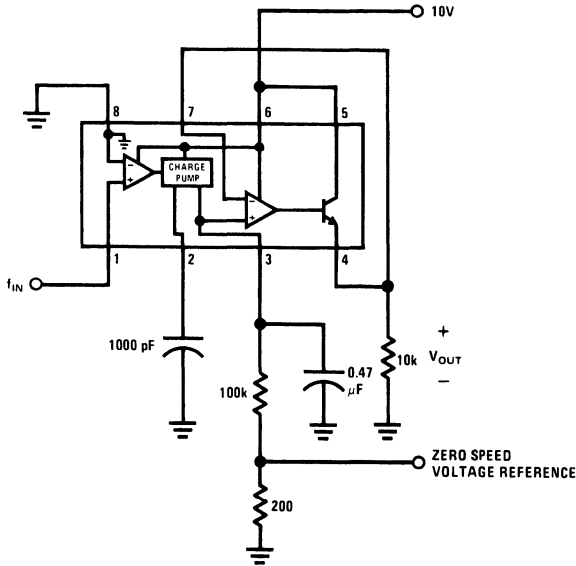 10V
8 7 6 5
CHARGE
PUMP
− + − +
1 2 3 4
fIN
1000 pF
100k
0.47
μF
10k
+
VOUT
−
ZERO SPEED
VOLTAGE REFERENCE
200